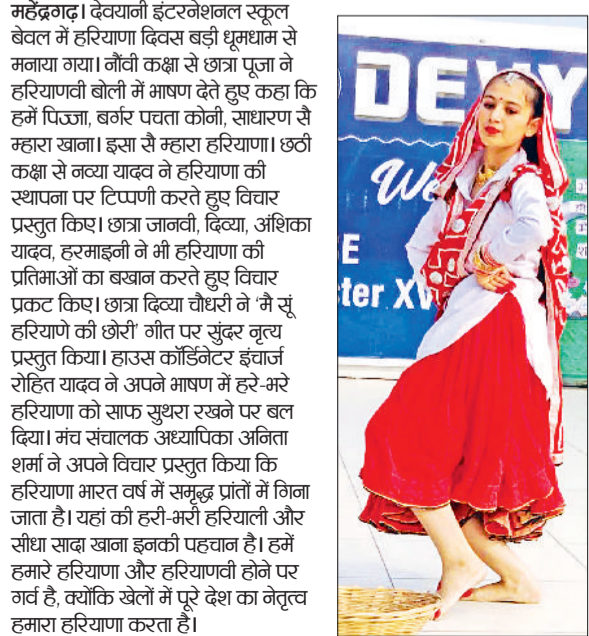 महेंद्रगढ़। देवयानी इंटरनेशनल स्कूल
बेवल में हरियाणा दिवस बड़ी धूमधाम से
मनाया गया। नौंवी कक्षा से छात्रा पूजा ने
हरियाणवी बोली में भाषण देते हुए कहा कि
हमें पिज्जा, बर्गर पचता कोनी, साधारण सै
म्हारा खाना। इसा सै म्हारा हरियाणा। छठी
कक्षा से नव्या यादव ने हरियाणा की
स्थापना पर टिप्पणी करते हुए विचार
प्रस्तुत किए। छात्रा जानवी, दिव्या, अंशिका
यादव, हरमाइनी ने भी हरियाणा की
प्रतिभाओं का बखान करते हुए विचार
प्रकट किए। छात्रा दिव्या चौधरी ने ‘मै सूं
हरियाणे की छोरी’ गीत पर सुंदर नृत्य
प्रस्तुत किया। हाउस कॉर्डिनेटर इंचार्ज
रोहित यादव ने अपने भाषण में हरे-भरे
हरियाणा को साफ सुथरा रखने पर बल
दिया। मंच संचालक अध्यापिका अनिता
शर्मा ने अपने विचार प्रस्तुत किया कि
हरियाणा भारत वर्ष में समृद्ध प्रांतों में गिना
जाता है। यहां की हरी-भरी हरियाली और
सीधा सादा खाना इनकी पहचान है। हमें
हमारे हरियाणा और हरियाणवी होने पर
गर्व है, क्योंकि खेलों में पूरे देश का नेतृत्व
हमारा हरियाणा करता है।
DEVY
We
E
ter XV